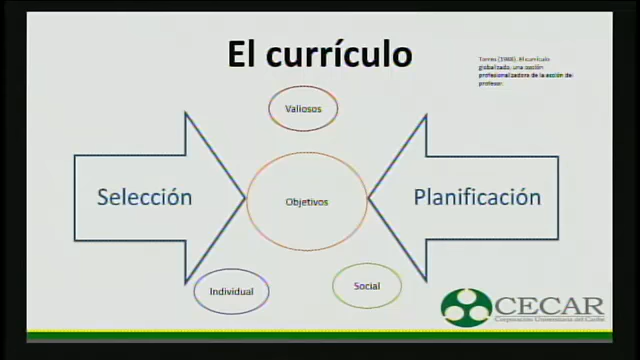 El currículo
Torres (1988). El currículo
globalizado, una opción
profesionalizadora de la acción del
profesor.
Valiosos
Selección
Objetivos
Planificación
Individual
Social
CECAR
Corporación Universitaria del Caribe